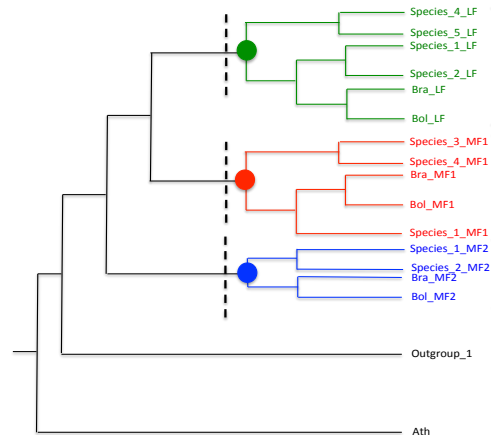 Species_4_LF
Species_5_LF
Species_1_LF
Species_2_LF
Bra_LF
Bol_LF
Species_3_MF1
Species_4_MF1
Bra_MF1
Bol_MF1
Species_1_MF1
Species_1_MF2
Species_2_MF2
Bra_MF2
Bol_MF2
Outgroup_1
Ath